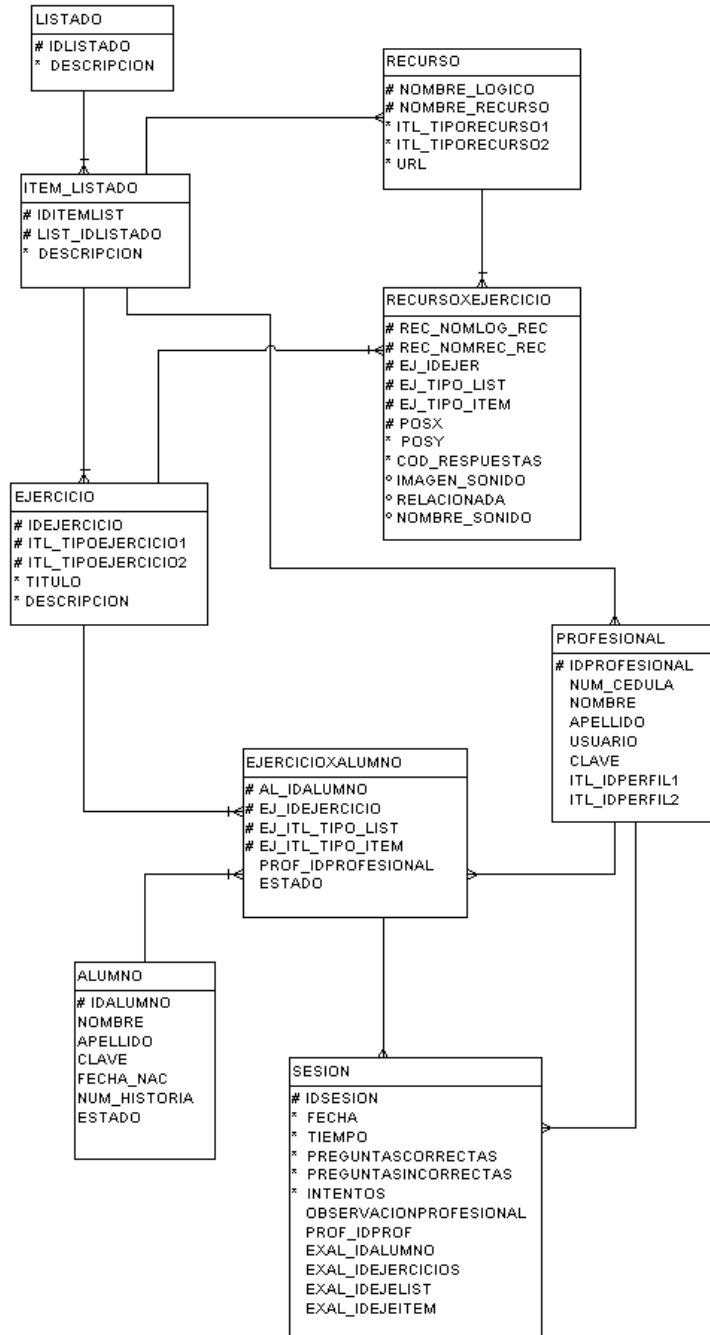 LISTADO
# IDLISTADO
* DESCRIPCION
RECURSO
# NOMBRE_LOGICO
# NOMBRE_RECURSO
* ITL_TIPORECURSO1
* ITL_TIPORECURSO2
* URL
ITEM_LISTADO
# IDITEMLIST
# LIST_IDLISTADO
* DESCRIPCION
RECURSOXEJERCICIO
# REC_NOMLOG_REC
# REC_NOMREC_REC
# EJ_IDEJER
# EJ_TIPO_LIST
# EJ_TIPO_ITEM
# POSX
* POSY
* COD_RESPUESTAS
° IMAGEN_SONIDO
° RELACIONADA
° NOMBRE_SONIDO
EJERCICIO
# IDEJERCICIO
# ITL_TIPOEJERCICIO1
# ITL_TIPOEJERCICIO2
* TITULO
* DESCRIPCION
PROFESIONAL
# IDPROFESIONAL
NUM_CEDULA
NOMBRE
APELLIDO
USUARIO
CLAVE
ITL_IDPERFIL1
ITL_IDPERFIL2
EJERCICIOXALUMNO
# AL_IDALUMNO
# EJ_IDEJERCICIO
# EJ_ITL_TIPO_LIST
# EJ_ITL_TIPO_ITEM
PROF_IDPROFESIONAL
ESTADO
ALUMNO
# IDALUMNO
NOMBRE
APELLIDO
CLAVE
FECHA_NAC
NUM_HISTORIA
ESTADO
SESION
# IDSESION
* FECHA
* TIEMPO
* PREGUNTASCORRECTAS
* PREGUNTASINCORRECTAS
* INTENTOS
OBSERVACIONPROFESIONAL
PROF_IDPROF
EXAL_IDALUMNO
EXAL_IDEJERCICIOS
EXAL_IDEJELIST
EXAL_IDEJEITEM